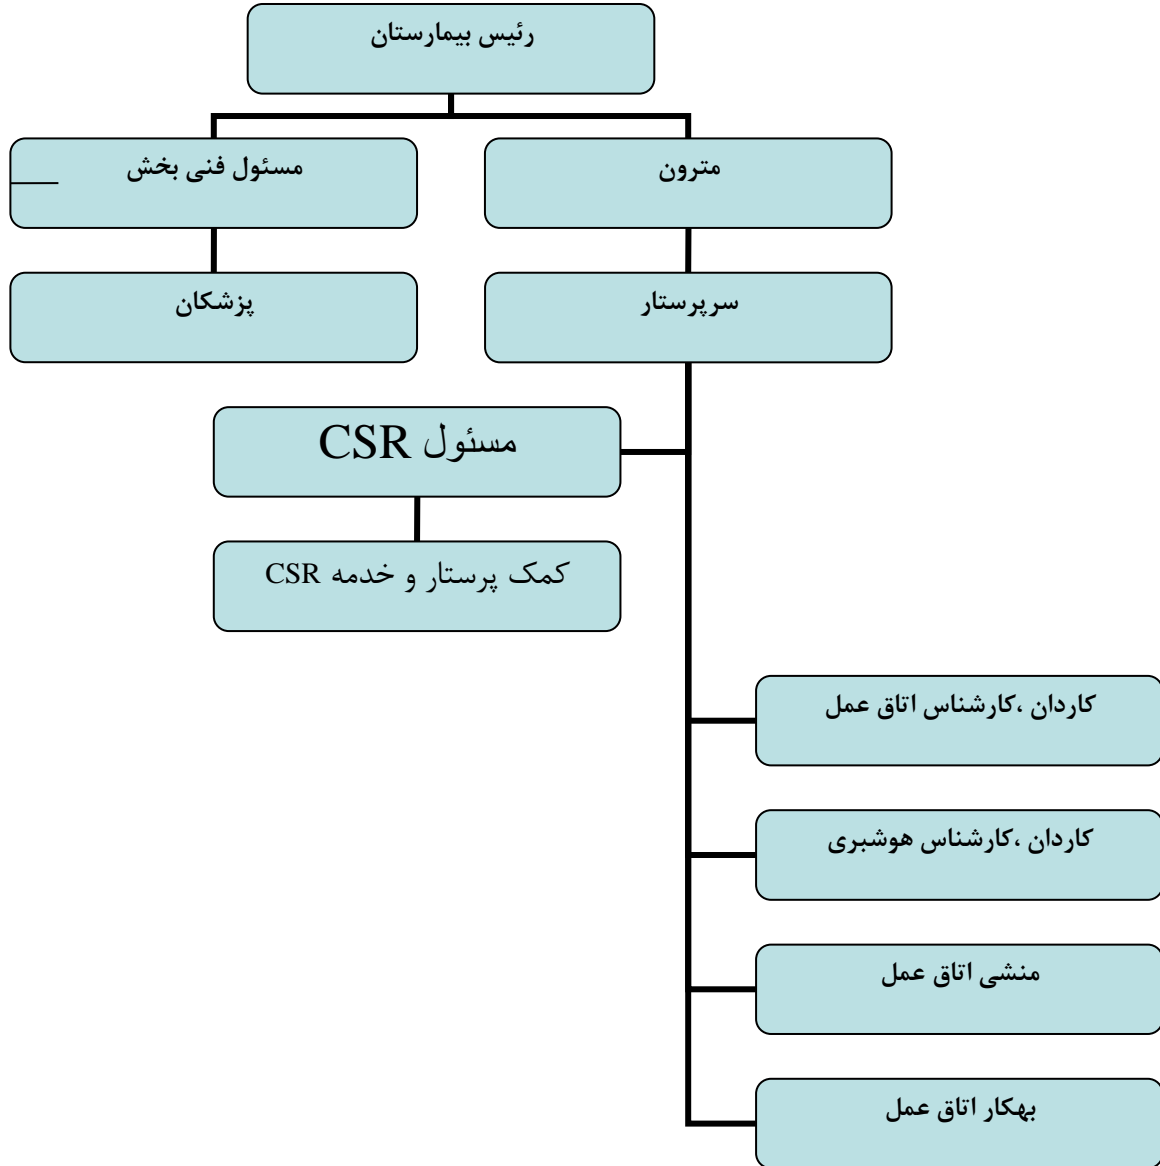 رئیس بیمارستان
مترون
مسئول فنی بخش
سرپرستار
پزشکان
مسئول CSR
کمک پرستار و خدمه CSR
کاردان ،کارشناس اتاق عمل
کاردان ،کارشناس هوشبری
منشی اتاق عمل
بهکار اتاق عمل